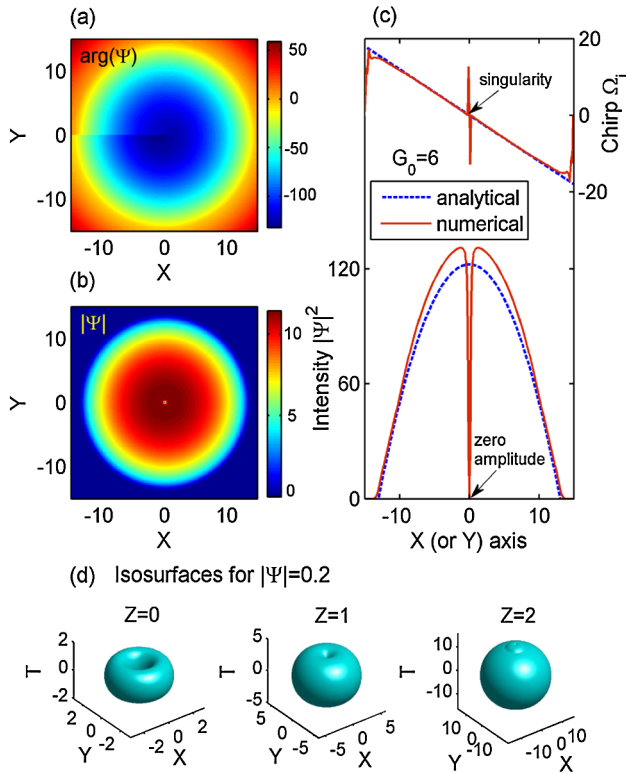 (a)
arg(Ψ)
10
0
-10
Y
-10 0 10
X
50
0
-50
-100
(b)
|Ψ|
10
0
-10
Y
-10 0 10
X
10
5
0
(c)
20
0
-20
Chirp Ω_i
singularity
G_0=6
analytical
numerical
120
60
0
Intensity |Ψ|^2
zero
amplitude
-10 0 10
X (or Y) axis
(d) Isosurfaces for |Ψ|=0.2
Z=0
2
0
-2
T
2
0
-2
Y
-2
0
2
X
Z=1
5
0
-5
T
5
0
-5
Y
-5
0
5
X
Z=2
10
0
-10
T
10
0
-10
Y
-10
0
10
X